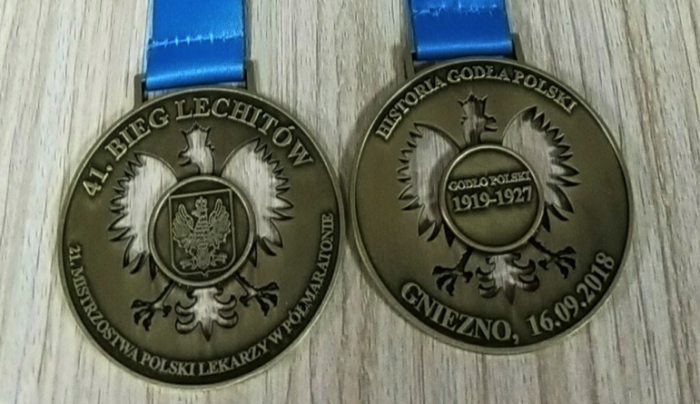 41. BIEG LECHITÓW
21. MISTRZOSTWA POLSKI LEKARZY W PÓŁMARATONIE
HISTORIA GODŁA POLSKI
GODŁO POLSKI
1919-1927
GNIEZNO, 16.09.2018